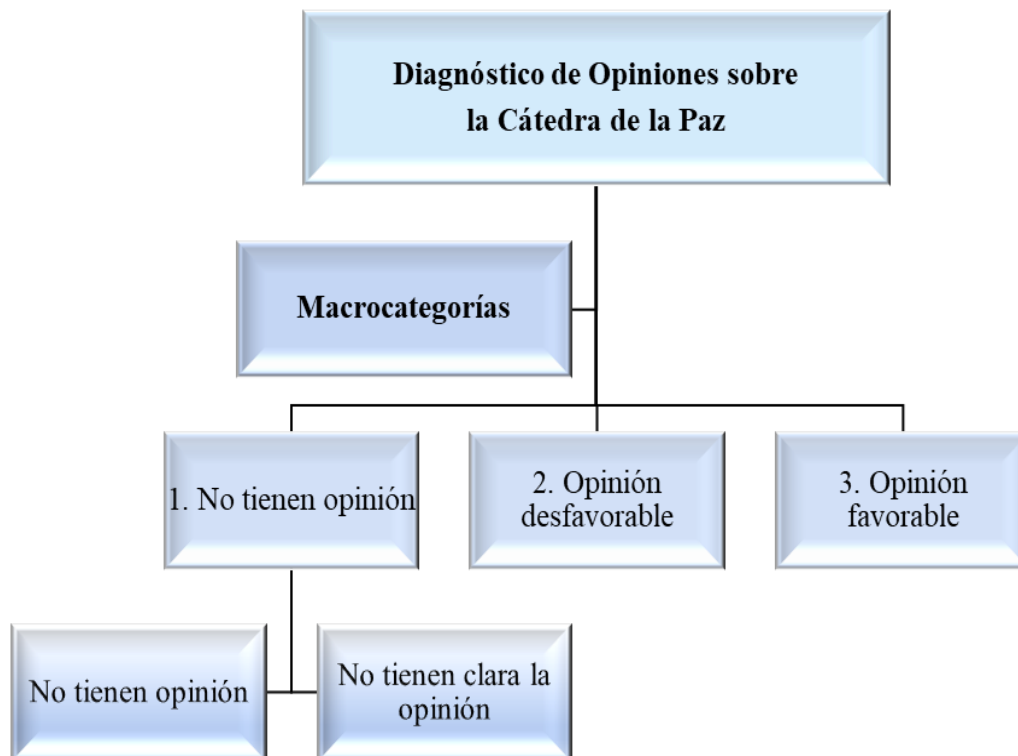 Diagnóstico de Opiniones sobre
la Cátedra de la Paz
Macrocategorías
1. No tienen opinión
2. Opinión
desfavorable
3. Opinión
favorable
No tienen opinión
No tienen clara la
opinión